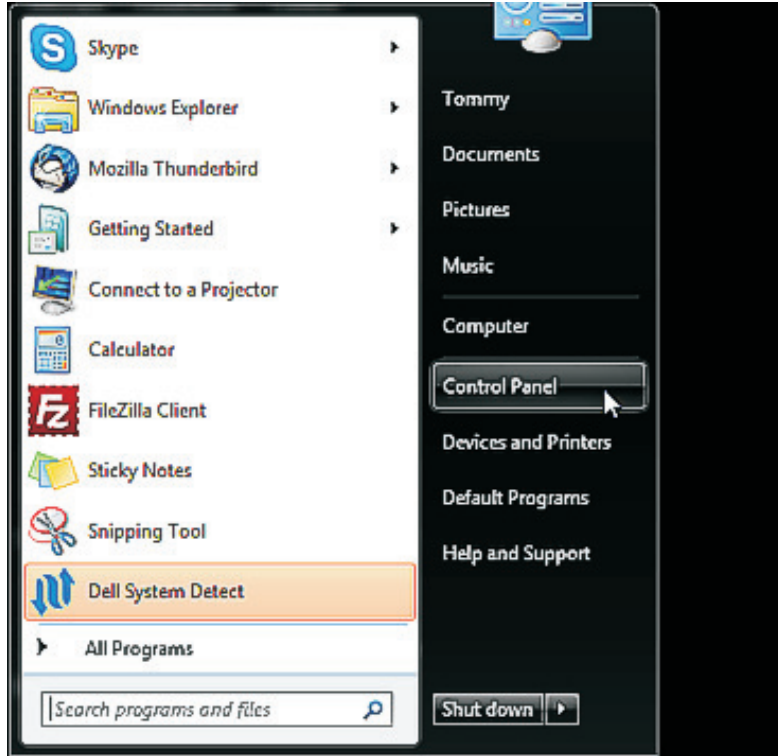 Skype
Windows Explorer
Mozilla Thunderbird
Getting Started
Connect to a Projector
Calculator
Fz
FileZilla Client
Sticky Notes
Snipping Tool
Dell System Detect
All Programs
Search programs and files
Tommy
Documents
Pictures
Music
Computer
Control Panel
Devices and Printers
Default Programs
Help and Support
Shut down